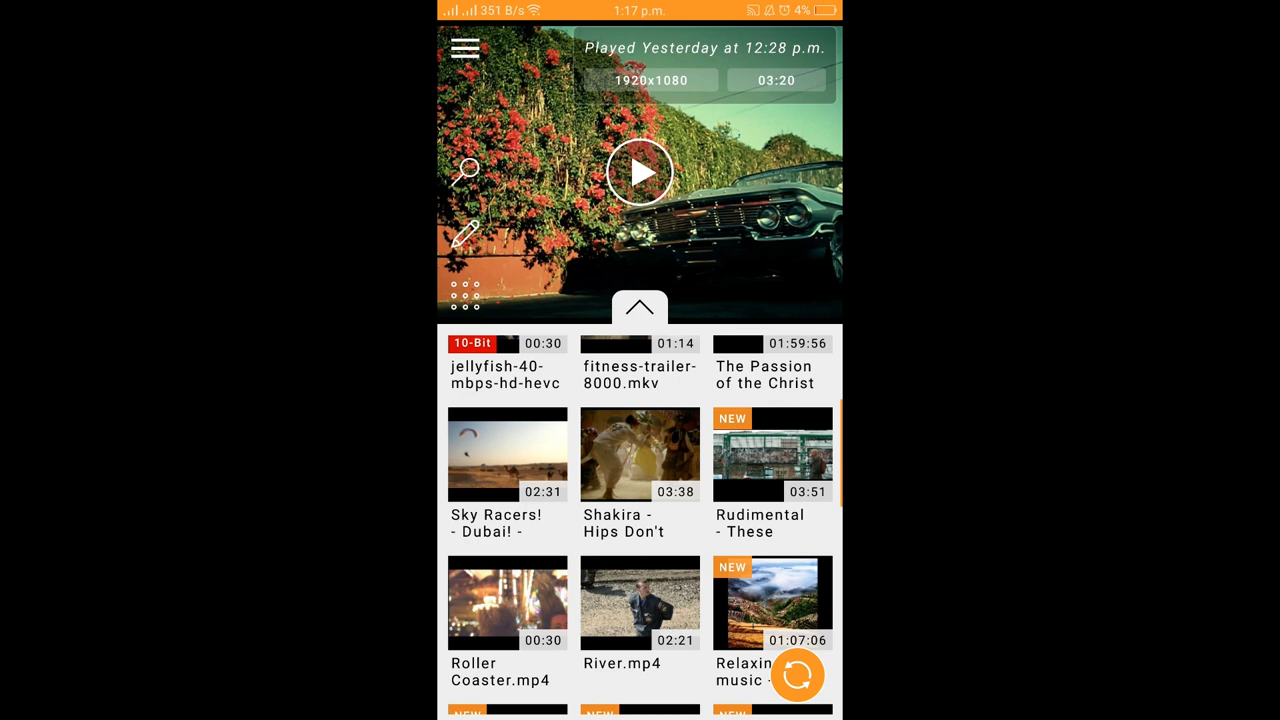 351 B/s 1:17 p.m. 4%
Played Yesterday at 12:28 p.m.
1920x1080 03:20
10-Bit 00:30 01:14 01:59:56
jellyfish-40- fitness-trailer- The Passion
mbps-hd-hevc 8000.mkv of the Christ
NEW
02:31 03:38 03:51
Sky Racers! Shakira - Rudimental
- Dubai! - Hips Don't - These
NEW
00:30 02:21 01:07:06
Roller River.mp4 Relaxin
Coaster.mp4 music -
NEW NEW NEW